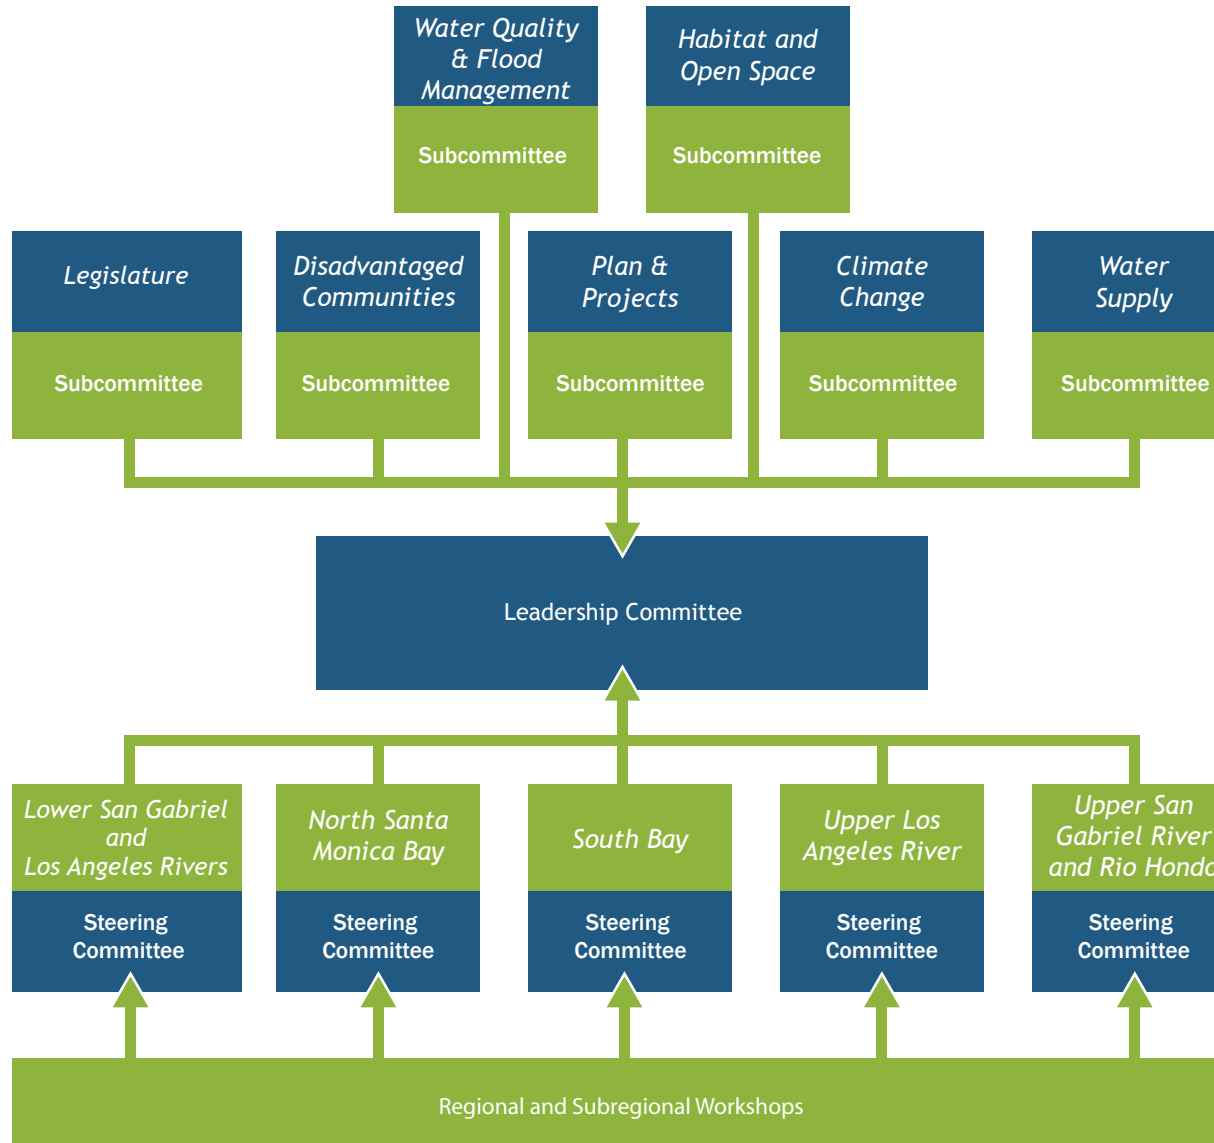 Water Quality
& Flood
Management
Subcommittee
Habitat and
Open Space
Subcommittee
Legislature
Subcommittee
Disadvantaged
Communities
Subcommittee
Plan &
Projects
Subcommittee
Climate
Change
Subcommittee
Water
Supply
Subcommittee
Leadership Committee
Lower San Gabriel
and
Los Angeles Rivers
Steering
Committee
North Santa
Monica Bay
Steering
Committee
South Bay
Steering
Committee
Upper Los
Angeles River
Steering
Committee
Upper San
Gabriel River
and Rio Hondo
Steering
Committee
Regional and Subregional Workshops